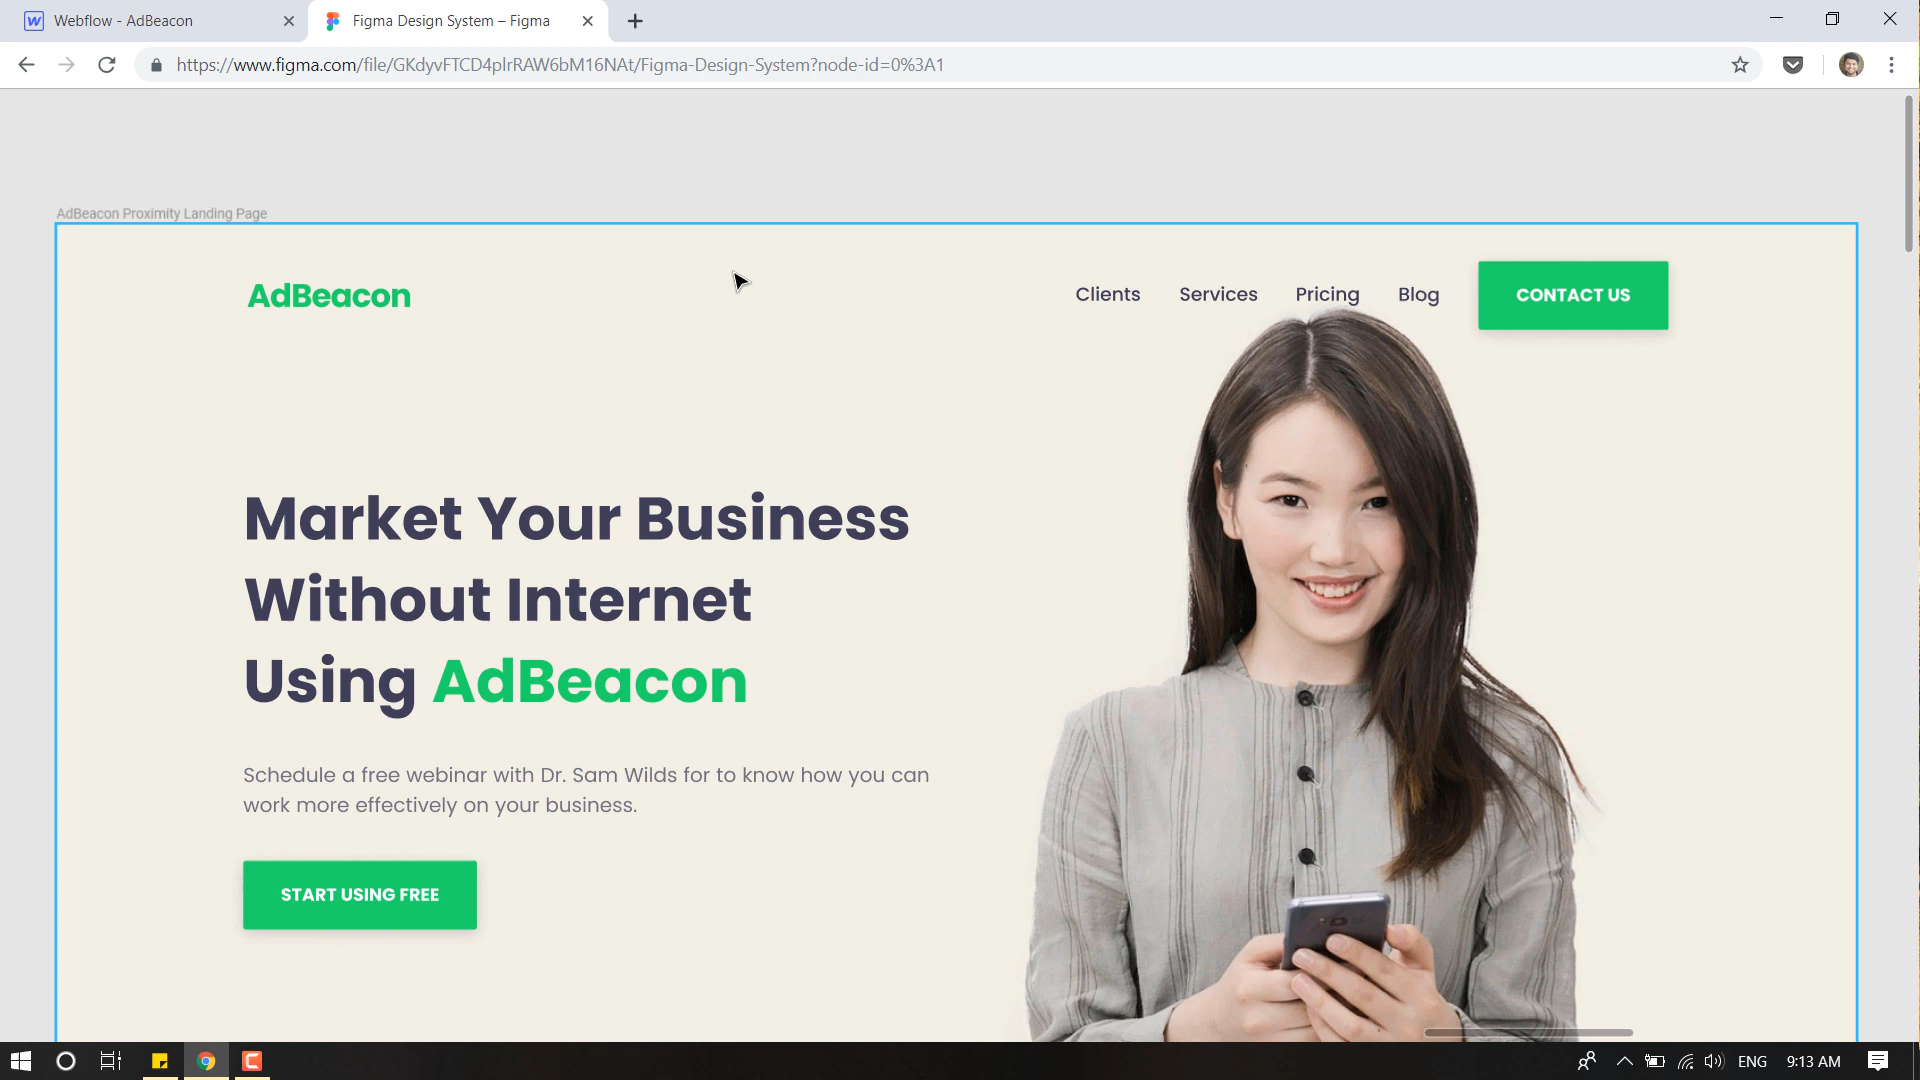 Webflow - AdBeacon
Figma Design System – Figma
https://www.figma.com/file/GKdyvFTCD4plrRAW6bM16NAt/Figma-Design-System?node-id=0%3A1
AdBeacon Proximity Landing Page
AdBeacon
Clients
Services
Pricing
Blog
CONTACT US
Market Your Business
Without Internet
Using AdBeacon
Schedule a free webinar with Dr. Sam Wilds for to know how you can
work more effectively on your business.
START USING FREE
ENG
9:13 AM